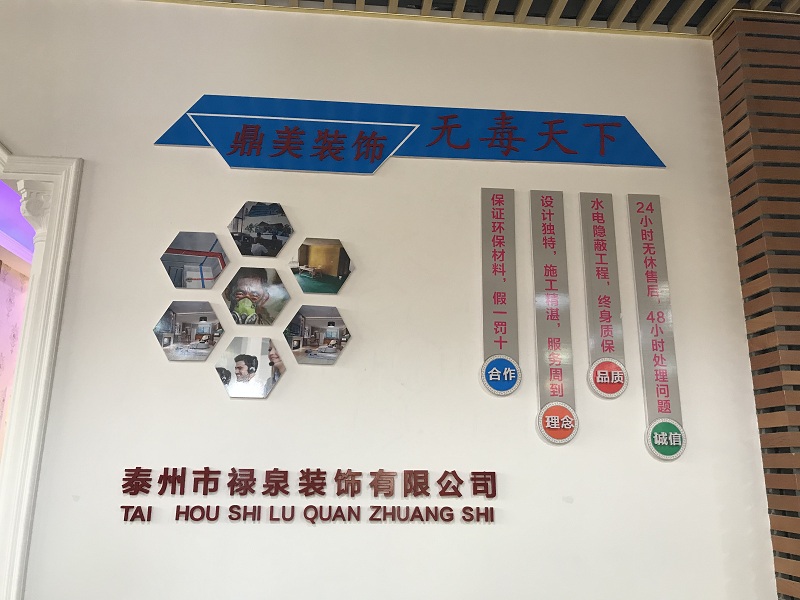 鼎美装饰
无毒天下
保证环保材料，假一罚十
合作
设计独特，施工精湛，服务周到
理念
水电隐蔽工程，终身质保
品质
24小时无休售后，48小时处理问题
诚信
泰州市禄泉装饰有限公司
TAI HOU SHI LU QUAN ZHUANG SHI